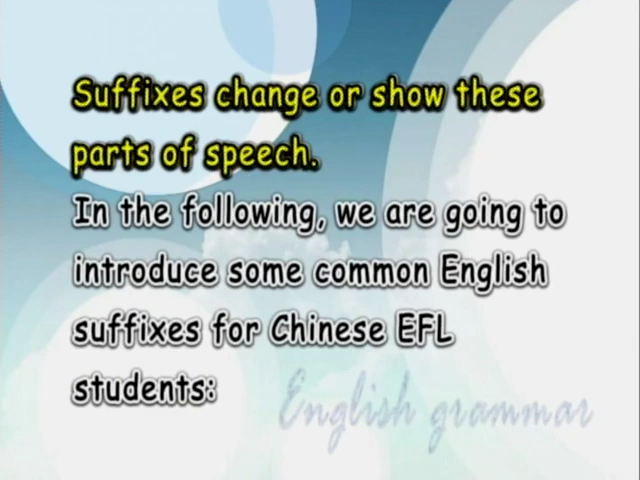 Suffixes change or show these
parts of speech.
In the following, we are going to
introduce some common English
suffixes for Chinese EFL
students:
English grammar